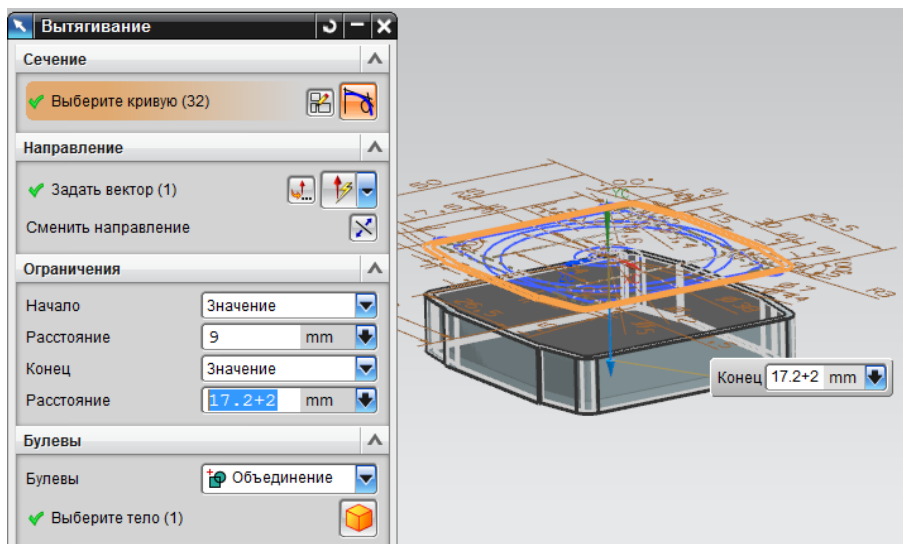 Вытягивание
Сечение
Выберите кривую (32)
Направление
Задать вектор (1)
Сменить направление
Ограничения
Начало Значение
Расстояние 9 mm
Конец Значение
Расстояние 17.2+2 mm
Булевы
Булевы Объединение
Выберите тело (1)
Конец 17.2+2 mm